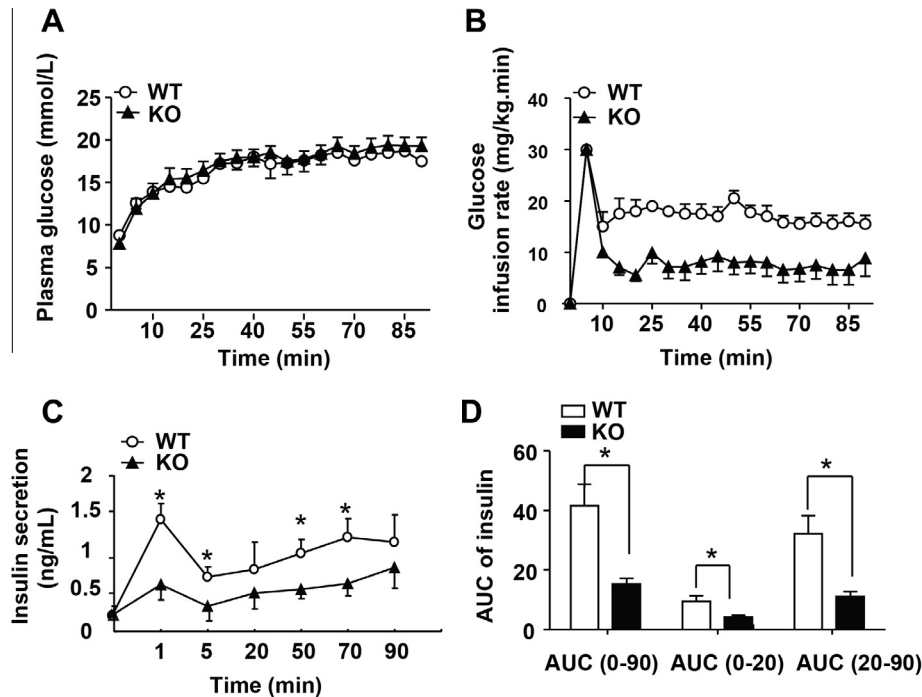 A
WT
KO
Plasma glucose (mmol/L)
25
20
15
10
5
0
10 25 40 55 70 85
Time (min)
B
WT
KO
Glucose
infusion rate (mg/kg.min)
40
30
20
10
0
10 25 40 55 70 85
Time (min)
C
WT
KO
Insulin secretion
(ng/mL)
2
1.5
1
0.5
0
* * * *
1 5 20 50 70 90
Time (min)
D
WT
KO
AUC of insulin
60
40
20
0
* * *
AUC (0-90) AUC (0-20) AUC (20-90)